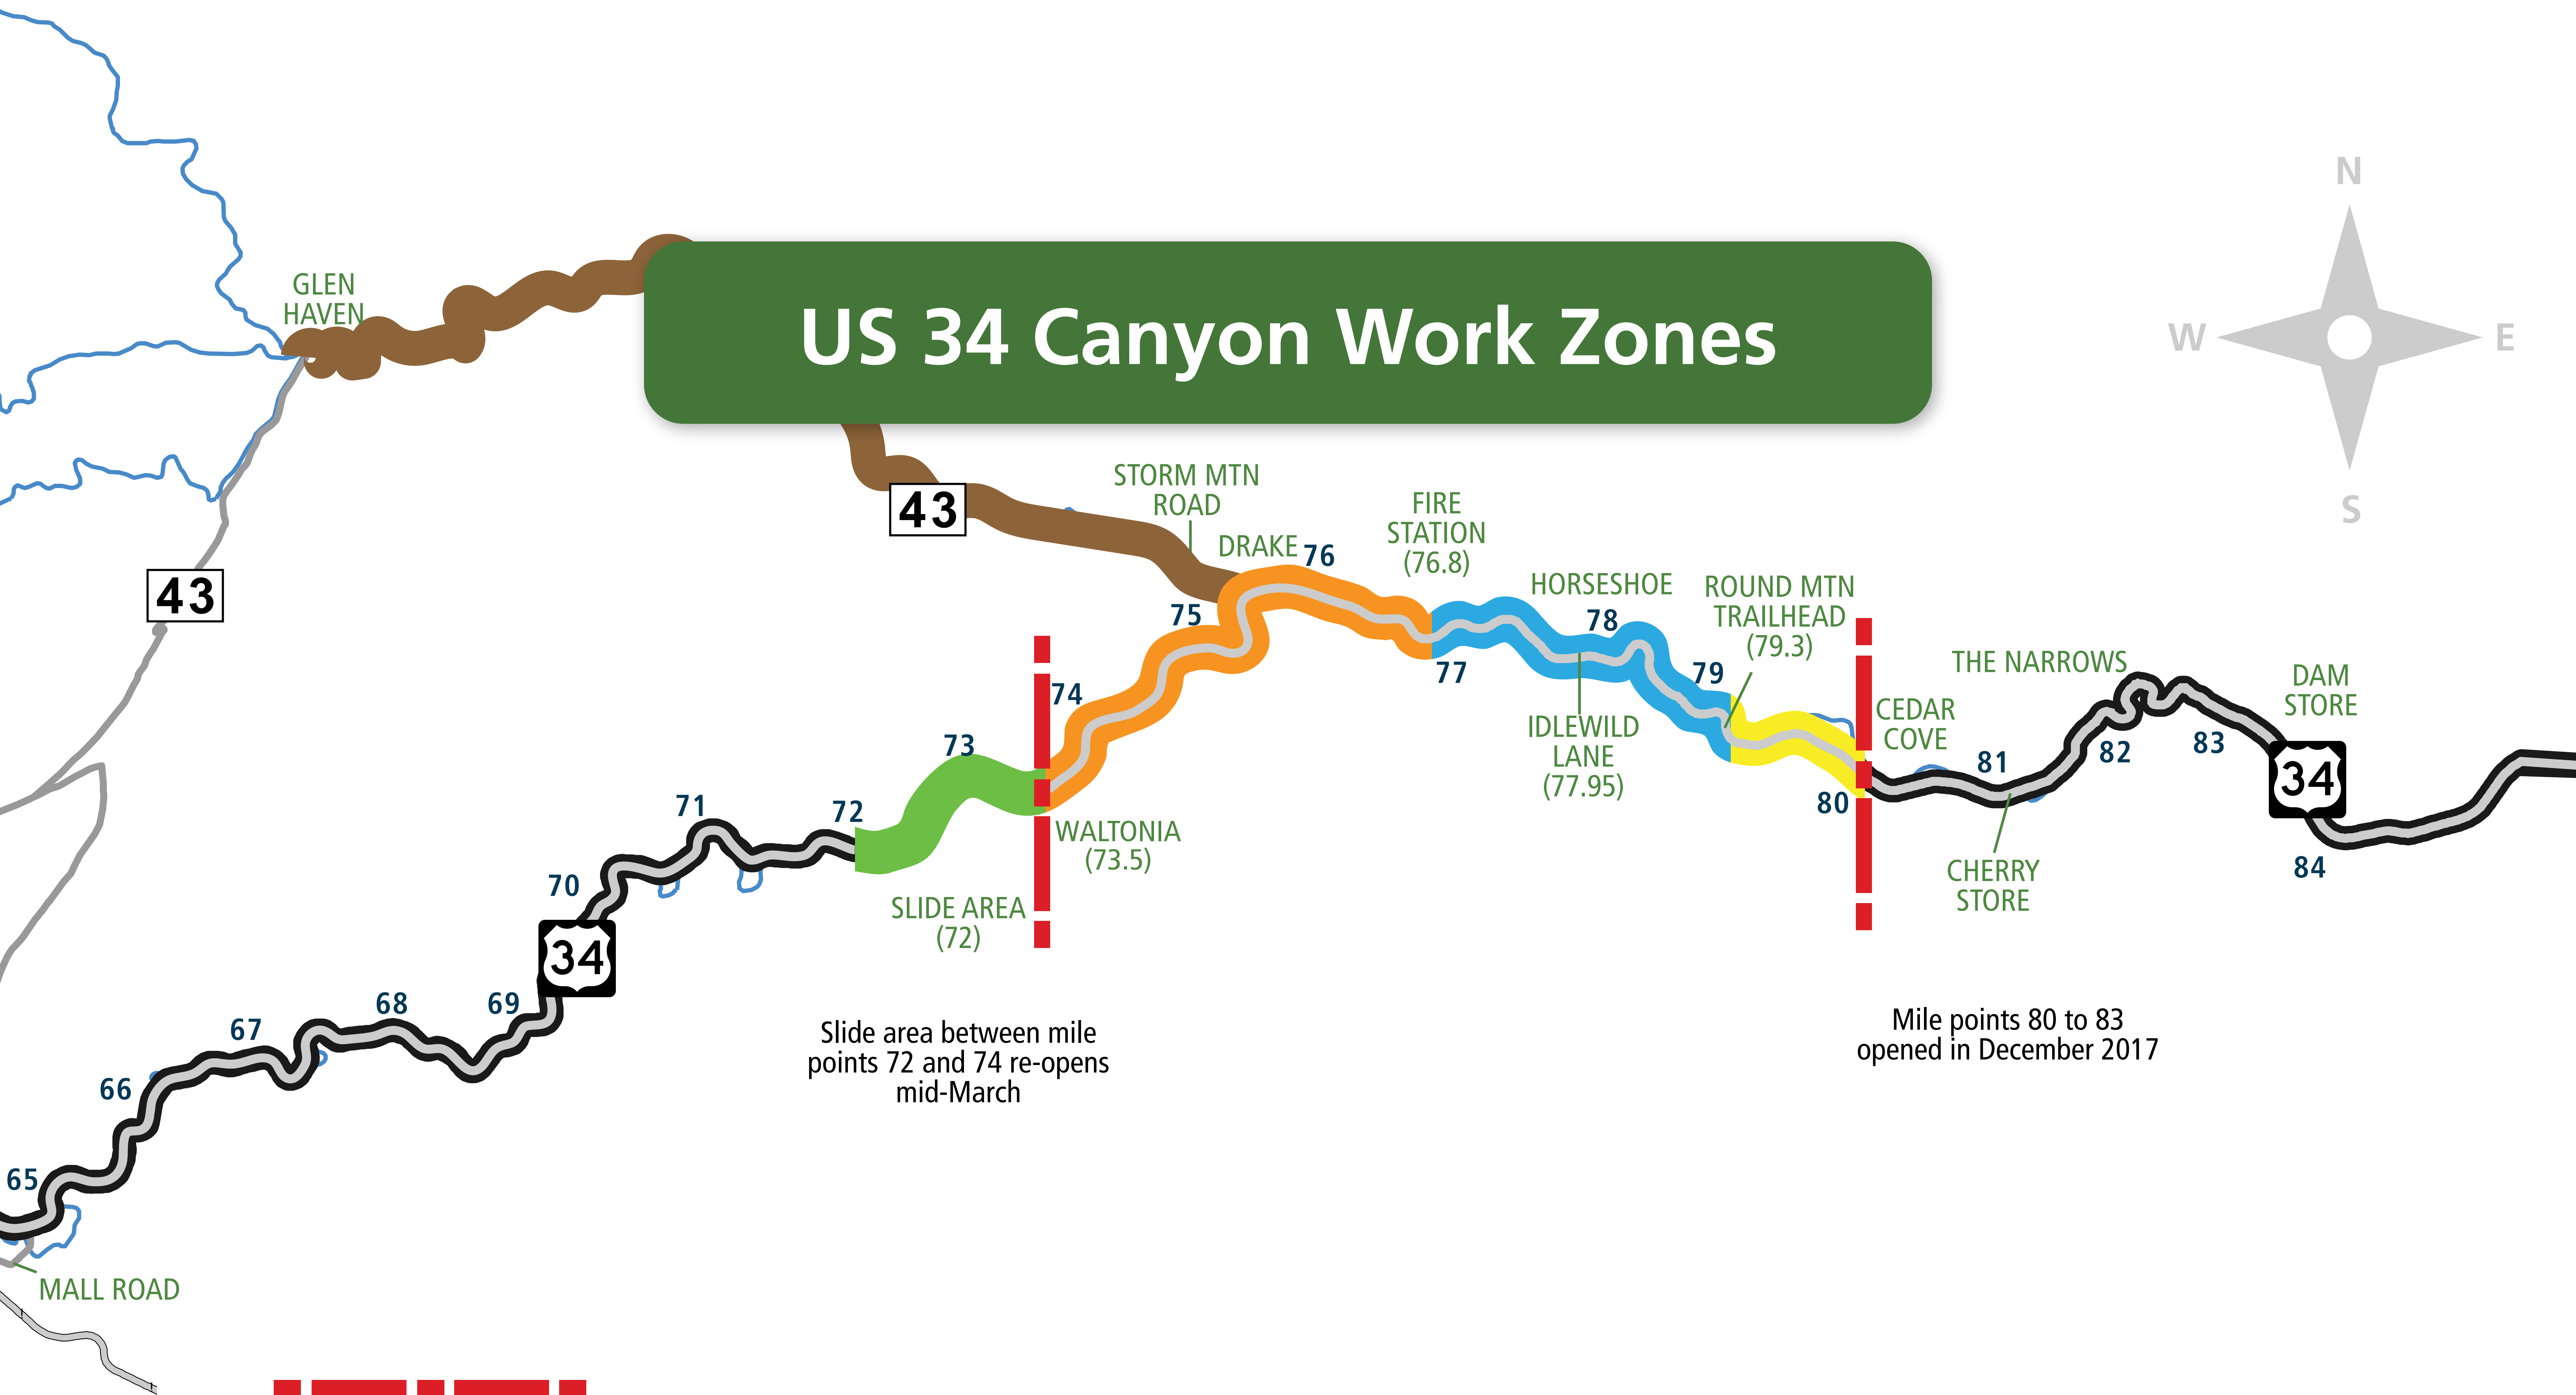 N
W
E
S
GLEN
HAVEN
US 34 Canyon Work Zones
43
43
STORM MTN
ROAD
DRAKE
76
FIRE
STATION
(76.8)
HORSESHOE
78
ROUND MTN
TRAILHEAD
(79.3)
75
77
79
74
THE NARROWS
DAM
STORE
CEDAR
COVE
IDLEWILD
LANE
(77.95)
73
81
82
83
34
80
72
71
WALTONIA
(73.5)
CHERRY
STORE
84
70
SLIDE AREA
(72)
34
69
68
67
66
65
Slide area between mile
points 72 and 74 re-opens
mid-March
Mile points 80 to 83
opened in December 2017
MALL ROAD